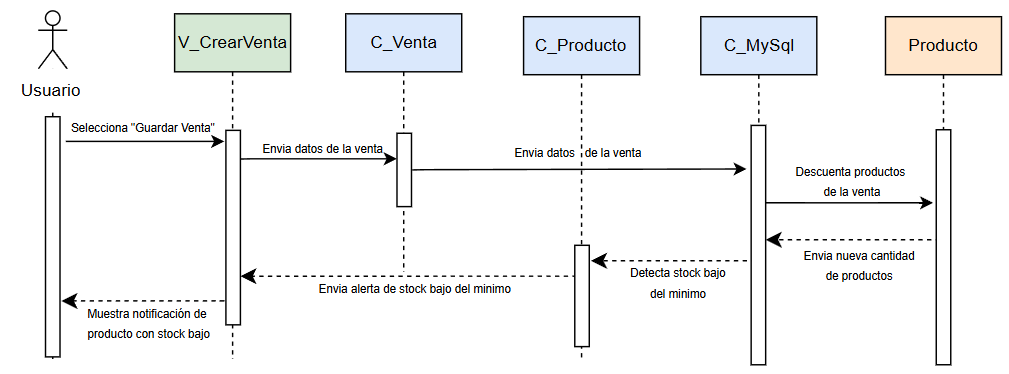 Usuario
V_CrearVenta
C_Venta
C_Producto
C_MySql
Producto
Selecciona "Guardar Venta"
Envia datos de la venta
Envia datos de la venta
Descuenta productos
de la venta
Envia nueva cantidad
de productos
Detecta stock bajo
del minimo
Envia alerta de stock bajo del minimo
Muestra notificación de
producto con stock bajo